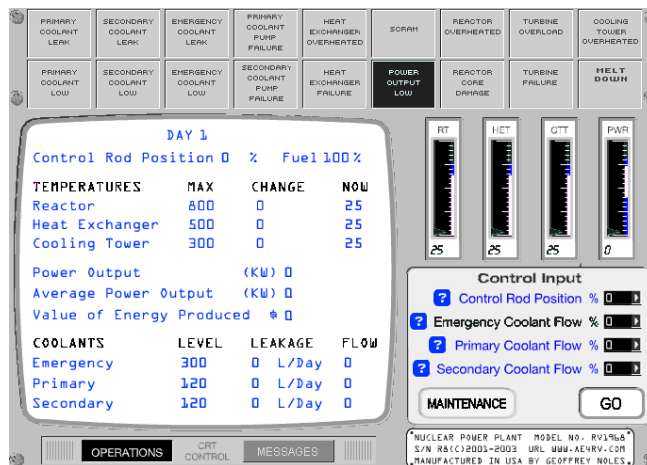 PRIMARY COOLANT LEAK
SECONDARY COOLANT LEAK
EMERGENCY COOLANT LEAK
PRIMARY COOLANT PUMP FAILURE
HEAT EXCHANGER OVERHEATED
SCRAM
REACTOR OVERHEATED
TURBINE OVERLOAD
COOLING TOWER OVERHEATED
PRIMARY COOLANT LOW
SECONDARY COOLANT LOW
EMERGENCY COOLANT LOW
SECONDARY COOLANT PUMP FAILURE
HEAT EXCHANGER FAILURE
POWER OUTPUT LOW
REACTOR CORE DAMAGE
TURBINE FAILURE
MELT DOWN
DAY 1
Control Rod Position 0 % Fuel 100 %
TEMPERATURES MAX CHANGE NOW
Reactor 800 0 25
Heat Exchanger 500 0 25
Cooling Tower 300 0 25
Power Output (KW) 0
Average Power Output (KW) 0
Value of Energy Produced $ 0
COOLANTS LEVEL LEAKAGE FLOW
Emergency 300 0 L/Day 0
Primary 120 0 L/Day 0
Secondary 120 0 L/Day 0
RT HET CTT PWR
25 25 25 0
Control Input
? Control Rod Position % 0
? Emergency Coolant Flow % 0
? Primary Coolant Flow % 0
? Secondary Coolant Flow % 0
MAINTENANCE GO
OPERATIONS CRT CONTROL MESSAGES
NUCLEAR POWER PLANT MODEL NO. RV1968
S/N R8(C)2001-2003 URL WWW.AE4RV.COM
MANUFACTURED IN USA BY GEOFFREY NOLES